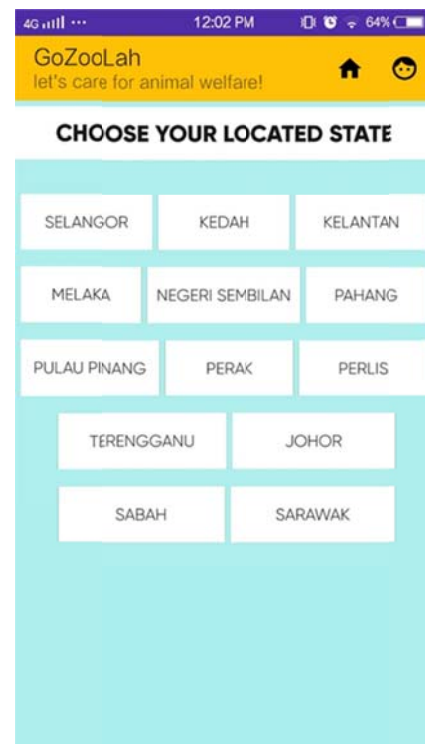 4G 12:02 PM 64%
GoZooLah
let's care for animal welfare!
CHOOSE YOUR LOCATED STATE
SELANGOR KEDAH KELANTAN
MELAKA NEGERI SEMBILAN PAHANG
PULAU PINANG PERAK PERLIS
TERENGGANU JOHOR
SABAH SARAWAK